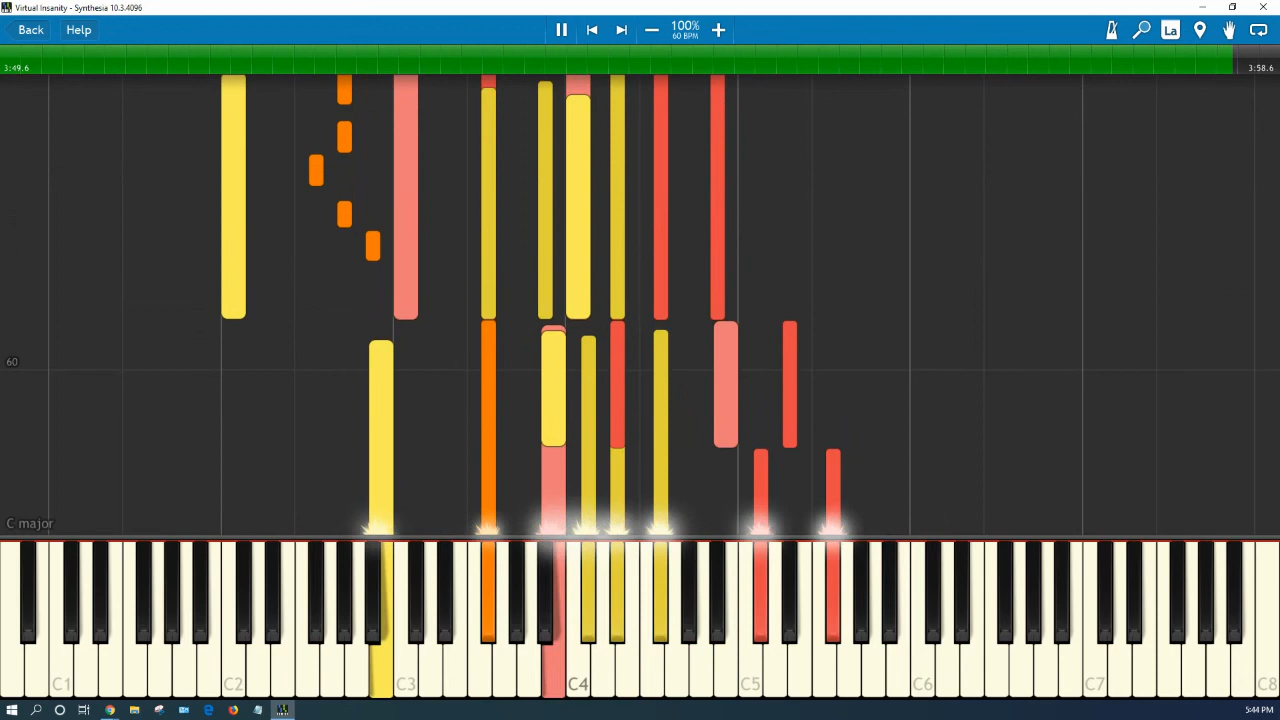 Virtual Insanity - Synthesia 10.3.4096
Back Help 100% La
60 BPM
3:49.6 3:58.6
60
C major
C1 C2 C3 C4 C5 C6 C7 C8
5:44 PM